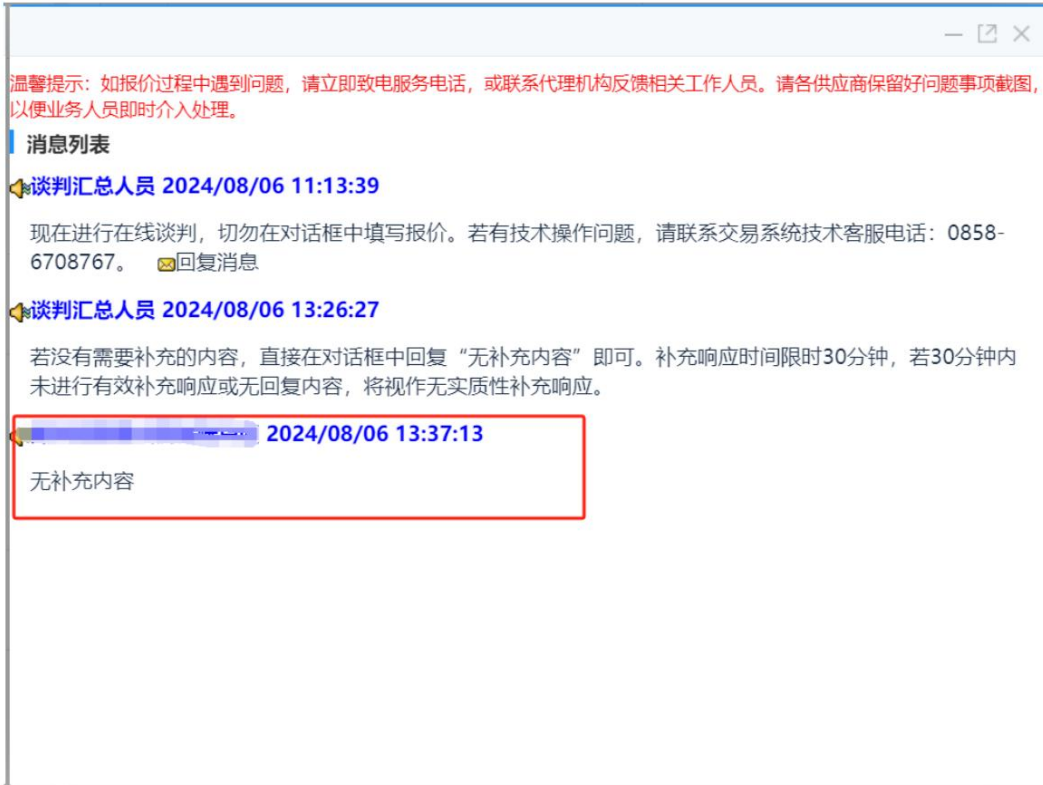 温馨提示：如报价过程中遇到问题，请立即致电服务电话，或联系代理机构反馈相关工作人员。请各供应商保留好问题事项截图，
以便业务人员即时介入处理。
消息列表
谈判汇总人员 2024/08/06 11:13:39
现在进行在线谈判，切勿在对话框中填写报价。若有技术操作问题，请联系交易系统技术客服电话：0858-
6708767。 回复消息
谈判汇总人员 2024/08/06 13:26:27
若没有需要补充的内容，直接在对话框中回复“无补充内容”即可。补充响应时间限时30分钟，若30分钟内
未进行有效补充响应或无回复内容，将视作无实质性补充响应。
2024/08/06 13:37:13
无补充内容